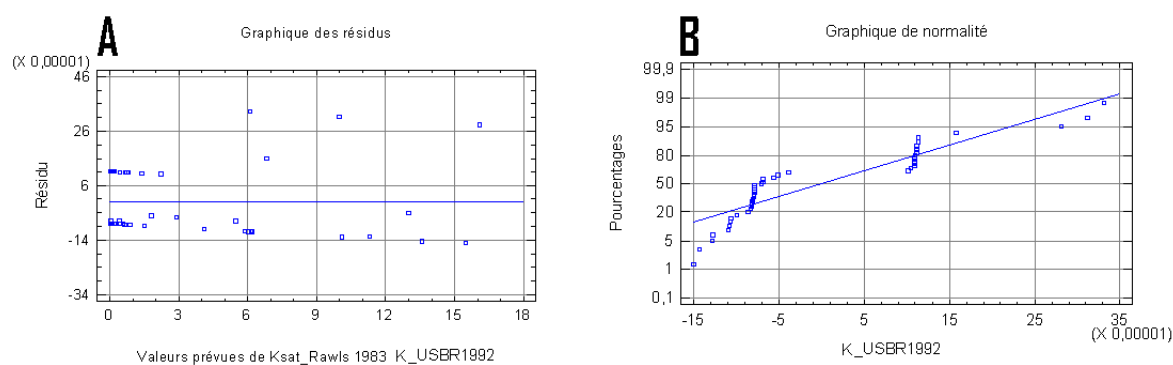 A
Graphique des résidus
(X 0,00001)
46
26
6
-14
-34
Résidu
0
3
6
9
12
15
18
Valeurs prévues de Ksat_Rawls 1983 K_USBR1992
B
Graphique de normalité
99,9
99
95
80
50
20
5
1
0,1
Pourcentages
-15
-5
5
15
25
35
(X 0,00001)
K_USBR1992